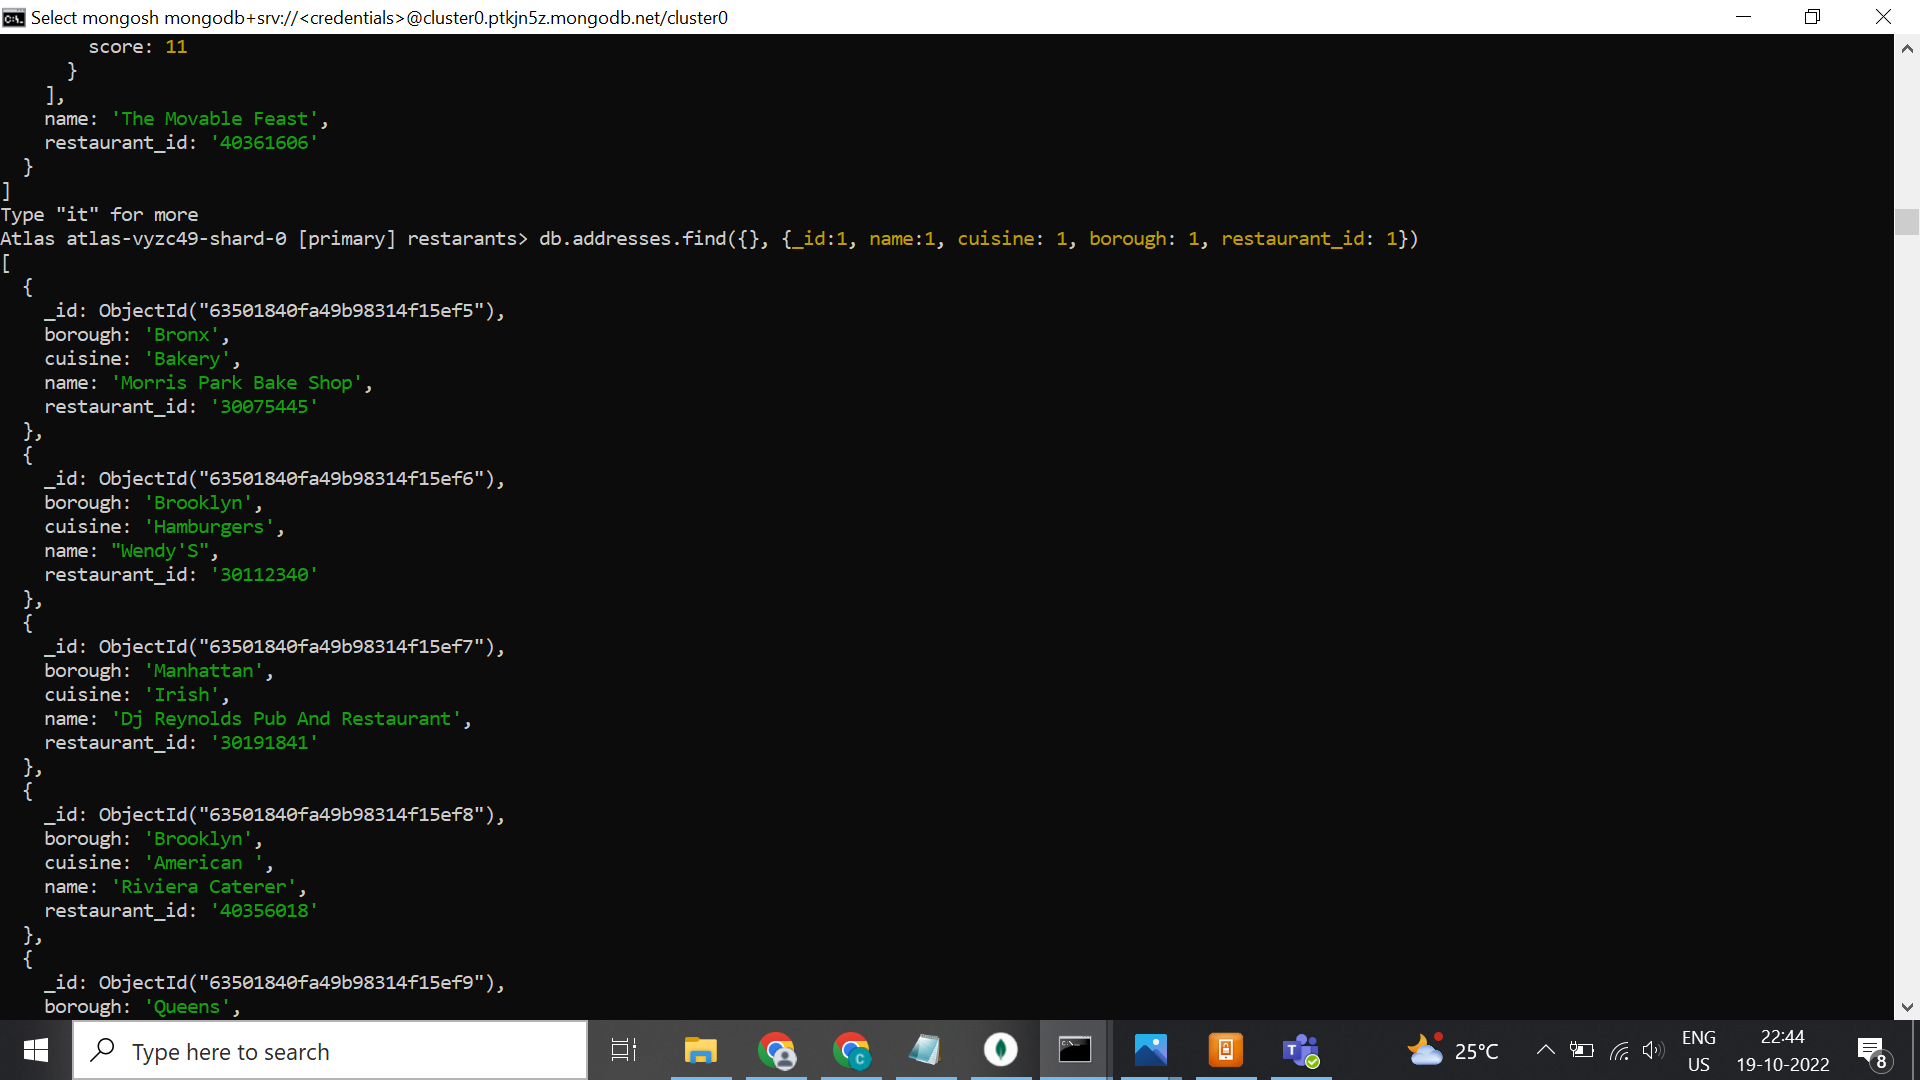 Select mongosh mongodb+srv://<credentials>@cluster0.ptkjn5z.mongodb.net/cluster0
        score: 11
      }
    ],
    name: 'The Movable Feast',
    restaurant_id: '40361606'
  }
]
Type "it" for more
Atlas atlas-vyzc49-shard-0 [primary] restarants> db.addresses.find({}, {_id:1, name:1, cuisine: 1, borough: 1, restaurant_id: 1})
[
  {
    _id: ObjectId("63501840fa49b98314f15ef5"),
    borough: 'Bronx',
    cuisine: 'Bakery',
    name: 'Morris Park Bake Shop',
    restaurant_id: '30075445'
  },
  {
    _id: ObjectId("63501840fa49b98314f15ef6"),
    borough: 'Brooklyn',
    cuisine: 'Hamburgers',
    name: "Wendy'S",
    restaurant_id: '30112340'
  },
  {
    _id: ObjectId("63501840fa49b98314f15ef7"),
    borough: 'Manhattan',
    cuisine: 'Irish',
    name: 'Dj Reynolds Pub And Restaurant',
    restaurant_id: '30191841'
  },
  {
    _id: ObjectId("63501840fa49b98314f15ef8"),
    borough: 'Brooklyn',
    cuisine: 'American ',
    name: 'Riviera Caterer',
    restaurant_id: '40356018'
  },
  {
    _id: ObjectId("63501840fa49b98314f15ef9"),
    borough: 'Queens',
Type here to search
25°C
ENG
US
22:44
19-10-2022
8